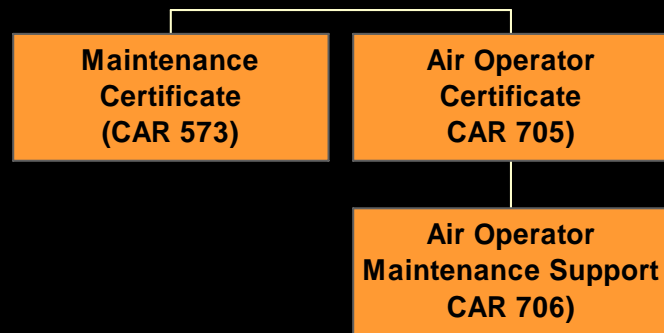 Maintenance
Certificate
(CAR 573)
Air Operator
Certificate
CAR 705)
Air Operator
Maintenance Support
CAR 706)